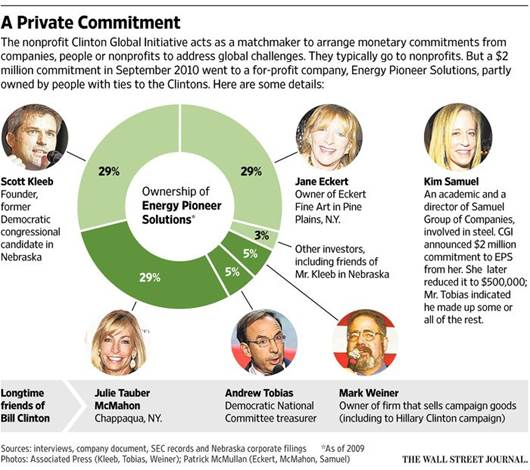 A Private Commitment
The nonprofit Clinton Global Initiative acts as a matchmaker to arrange monetary commitments from
companies, people or nonprofits to address global challenges. They typically go to nonprofits. But a $2
million commitment in September 2010 went to a for-profit company, Energy Pioneer Solutions, partly
owned by people with ties to the Clintons. Here are some details:
29%
29%
Ownership of
Energy Pioneer
Solutions*
3%
5%
5%
29%
Scott Kleeb
Founder,
former
Democratic
congressional
candidate in
Nebraska
Jane Eckert
Owner of Eckert
Fine Art in Pine
Plains, N.Y.
Other investors,
including friends of
Mr. Kleeb in Nebraska
Kim Samuel
An academic and a
director of Samuel
Group of Companies,
involved in steel. CGI
announced $2 million
commitment to EPS
from her. She later
reduced it to $500,000;
Mr. Tobias indicated
he made up some or
all of the rest.
Longtime
friends of
Bill Clinton
Julie Tauber
McMahon
Chappaqua, NY.
Andrew Tobias
Democratic National
Committee treasurer
Mark Weiner
Owner of firm that sells campaign goods
(including to Hillary Clinton campaign)
Sources: interviews, company document, SEC records and Nebraska corporate filings *As of 2009
Photos: Associated Press (Kleeb, Tobias, Weiner); Patrick McMullan (Eckert, McMahon, Samuel)
THE WALL STREET JOURNAL.